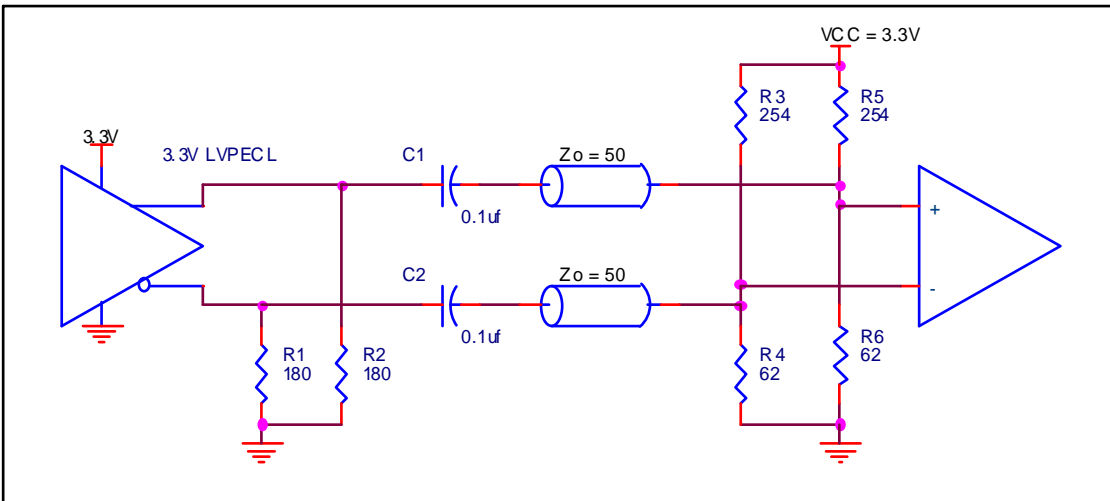 VCC = 3.3V
R3
254
R5
254
3.3V
3.3V LVPECL
C1
Zo = 50
0.1uf
+
C2
Zo = 50
-
0.1uf
R1
180
R2
180
R4
62
R6
62